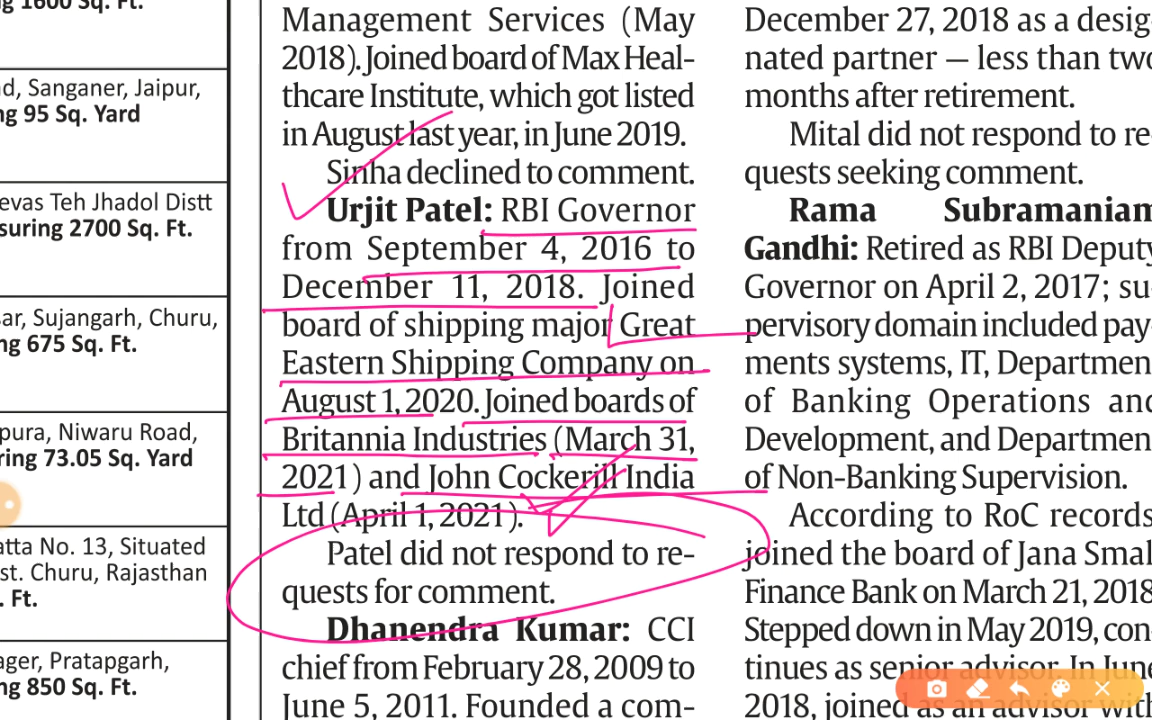 g 1600 Sq. Ft.
d, Sanganer, Jaipur,
ng 95 Sq. Yard
evas Teh Jhadol Distt
suring 2700 Sq. Ft.
ar, Sujangarh, Churu,
ng 675 Sq. Ft.
pura, Niwaru Road,
ring 73.05 Sq. Yard
atta No. 13, Situated
st. Churu, Rajasthan
. Ft.
ager, Pratapgarh,
ng 850 Sq. Ft.
Management Services (May
2018). Joined board of Max Heal-
thcare Institute, which got listed
in August last year, in June 2019.
Sinha declined to comment.
Urjit Patel: RBI Governor
from September 4, 2016 to
December 11, 2018. Joined
board of shipping major Great
Eastern Shipping Company on
August 1, 2020. Joined boards of
Britannia Industries (March 31,
2021) and John Cockerill India
Ltd (April 1, 2021).
Patel did not respond to re-
quests for comment.
Dhanendra Kumar: CCI
chief from February 28, 2009 to
June 5, 2011. Founded a com-
December 27, 2018 as a desig-
nated partner — less than two
months after retirement.
Mital did not respond to re-
quests seeking comment.
Rama Subramaniam
Gandhi: Retired as RBI Deputy
Governor on April 2, 2017; su-
pervisory domain included pay-
ments systems, IT, Departmen
of Banking Operations and
Development, and Departmen
of Non-Banking Supervision.
According to RoC records
joined the board of Jana Smal
Finance Bank on March 21, 2018
Stepped down in May 2019, con-
tinues as senior advisor. In June
2018, joined as an advisor with